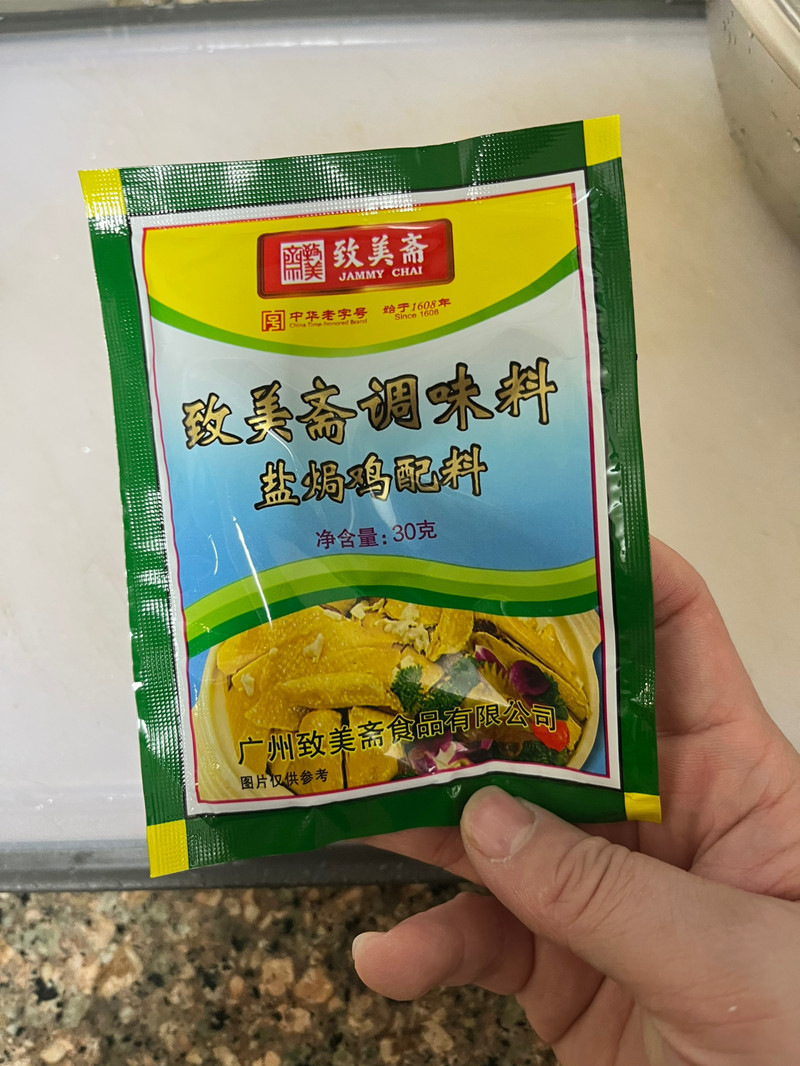 致美斋
致美斋
JAMMY CHAI
中华老字号 始于1608年
China Time-honored Brand Since 1608
致美斋调味料
盐焗鸡配料
净含量:30克
广州致美斋食品有限公司
图片仅供参考